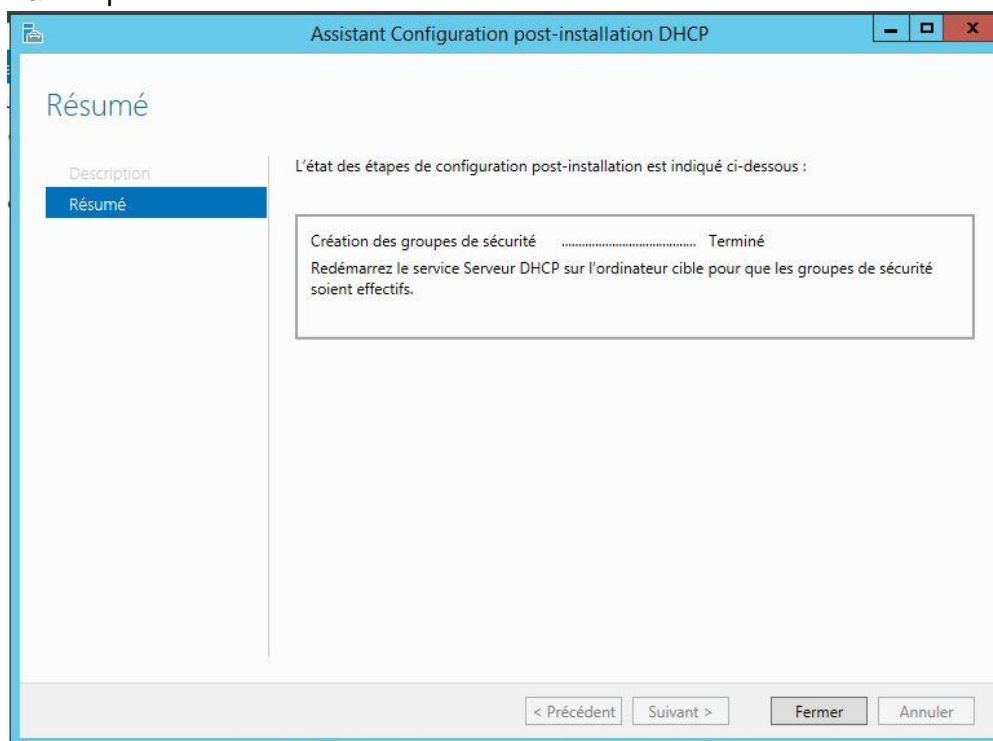 Assistant Configuration post-installation DHCP
Résumé
Description
Résumé
L'état des étapes de configuration post-installation est indiqué ci-dessous :
Création des groupes de sécurité ........................................ Terminé
Redémarrez le service Serveur DHCP sur l'ordinateur cible pour que les groupes de sécurité
soient effectifs.
< Précédent Suivant > Fermer Annuler